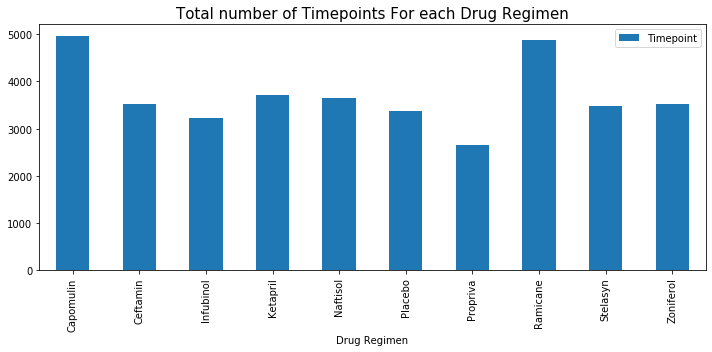 Total number of Timepoints For each Drug Regimen
Timepoint
5000
4000
3000
2000
1000
0
Capomulin
Ceftamin
Infubinol
Ketapril
Naftisol
Placebo
Propriva
Ramicane
Stelasyn
Zoniferol
Drug Regimen